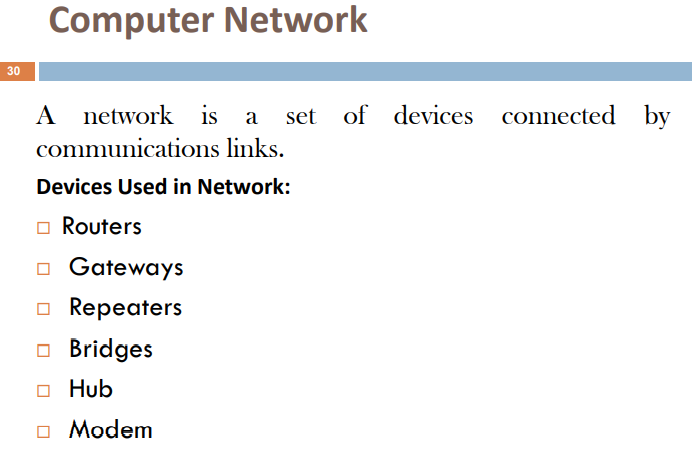 Computer Network
30
A network is a set of devices connected by
communications links.
Devices Used in Network:
Routers
Gateways
Repeaters
Bridges
Hub
Modem